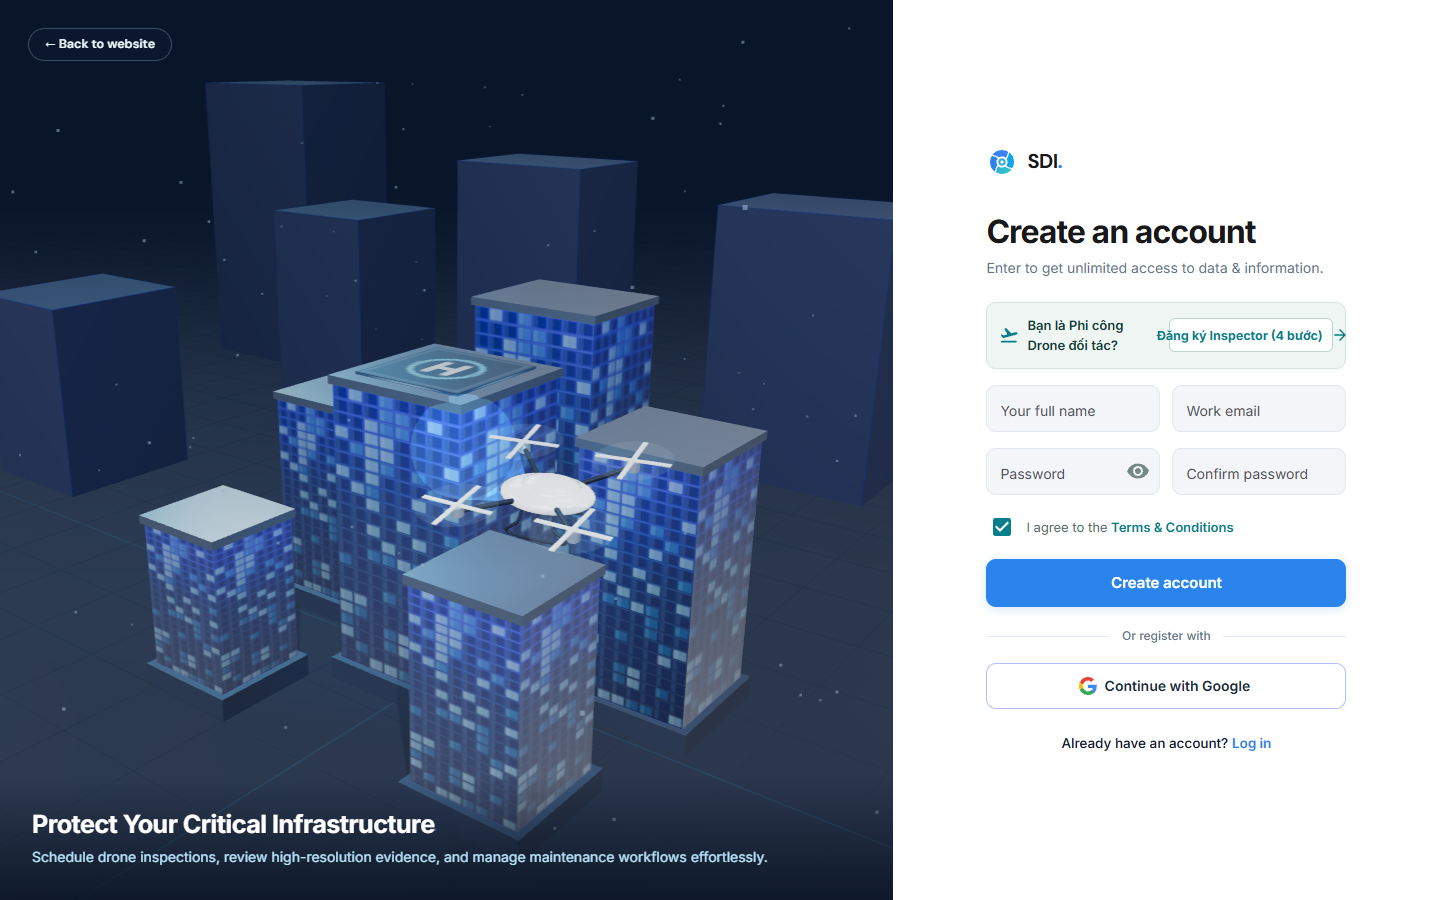 ← Back to website
SDI.
Create an account
Enter to get unlimited access to data & information.
Bạn là Phi công
Drone đối tác?
Đăng ký Inspector (4 bước) →
Your full name
Work email
Password
Confirm password
I agree to the Terms & Conditions
Create account
Or register with
Continue with Google
Already have an account? Log in
H
Protect Your Critical Infrastructure
Schedule drone inspections, review high-resolution evidence, and manage maintenance workflows effortlessly.